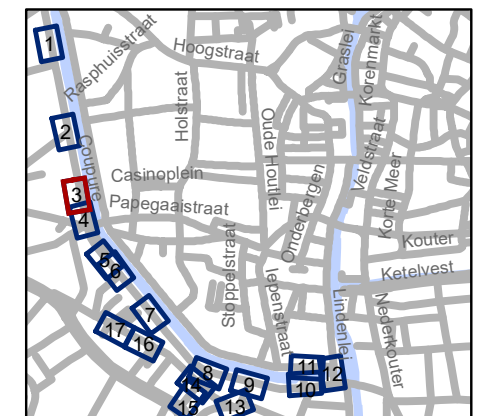 Rasphuisstraat
Hoogstraat
Graslei
Korenmarkt
Holstraat
Oude Houtlei
Veldstraat
Coupure
Casinoplein
Papegaaistraat
Onderbergen
Korte Meer
Kouter
Ketelvest
Stoppelstraat
Iepenstraat
Lindenlei
Nederkouter
1
2
3
4
5
6
7
17
16
8
14
15
9
13
11
10
12